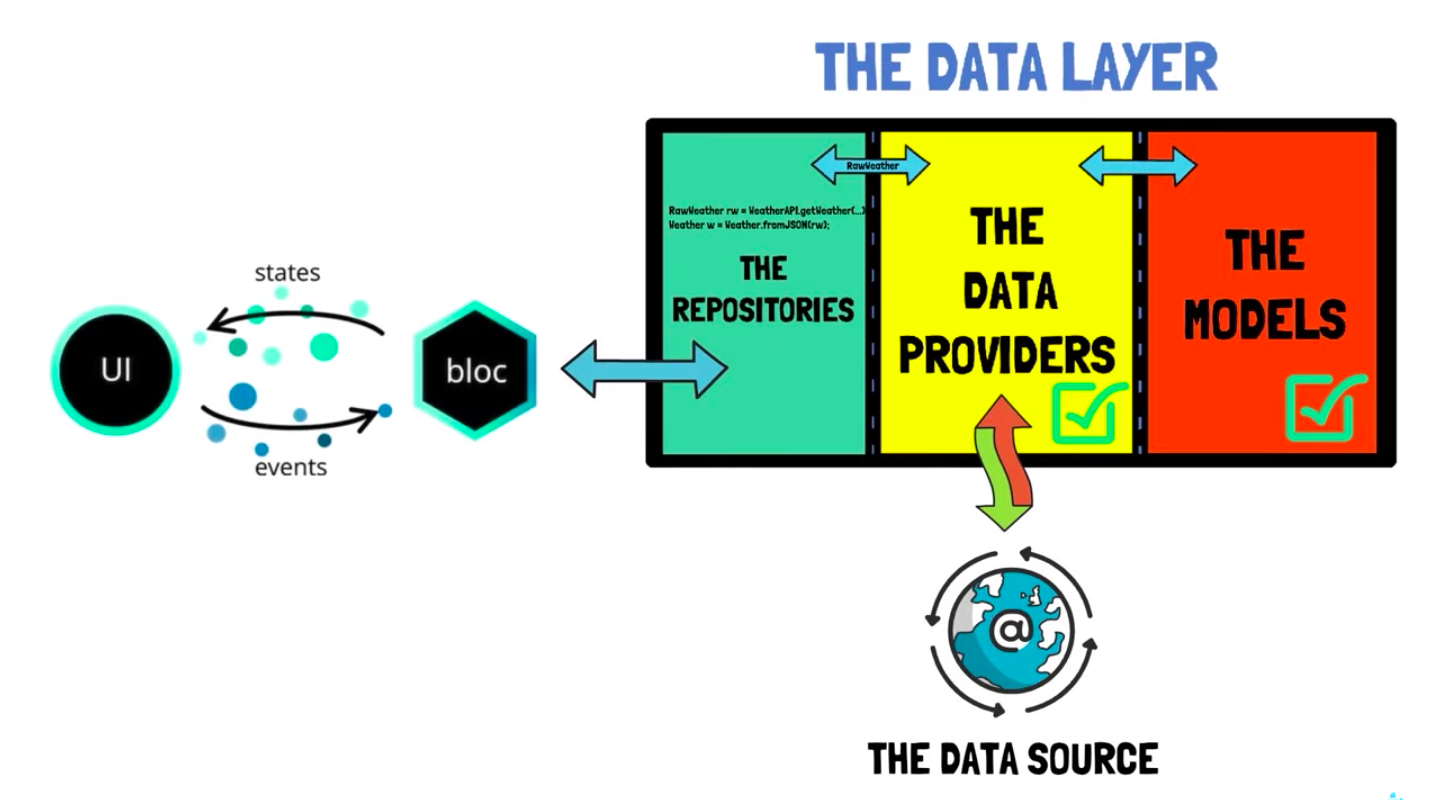 THE DATA LAYER
RawWeather
RawWeather rw = WeatherAPI.getWeather(...)
Weather w = Weather.fromJSON(rw);
THE
REPOSITORIES
THE
DATA
PROVIDERS
THE
MODELS
states
UI
bloc
events
@
THE DATA SOURCE